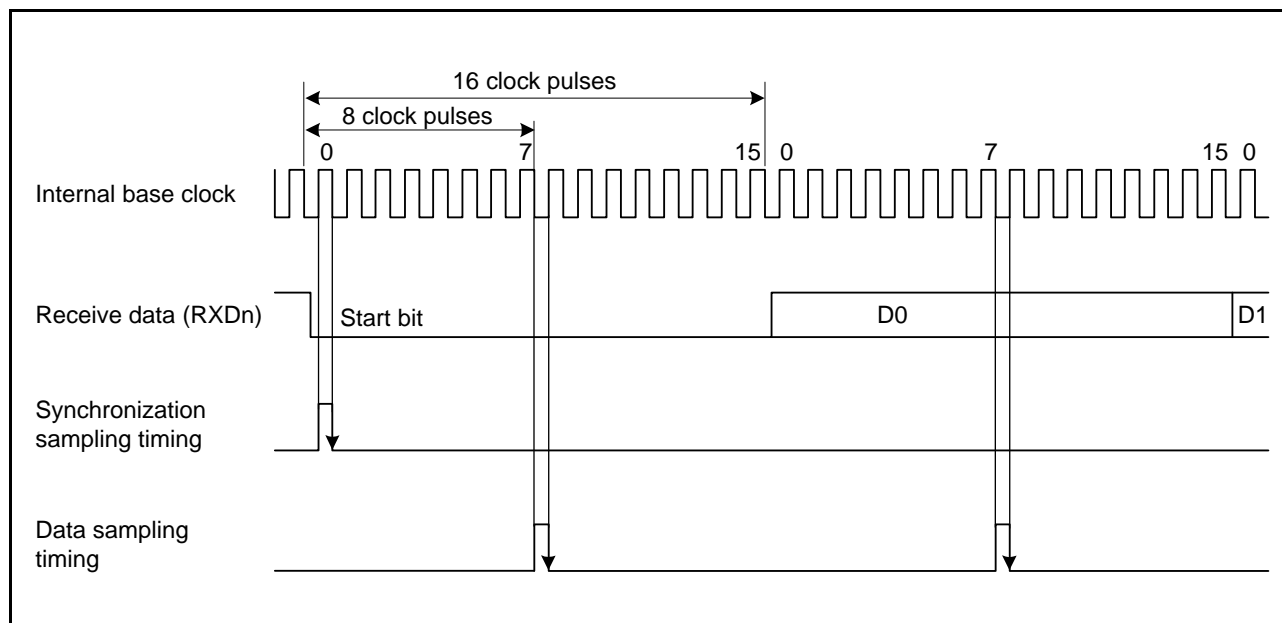 16 clock pulses
8 clock pulses
0 7 15 0 7 15 0
Internal base clock
Receive data (RXDn)
Start bit
D0
D1
Synchronization
sampling timing
Data sampling
timing